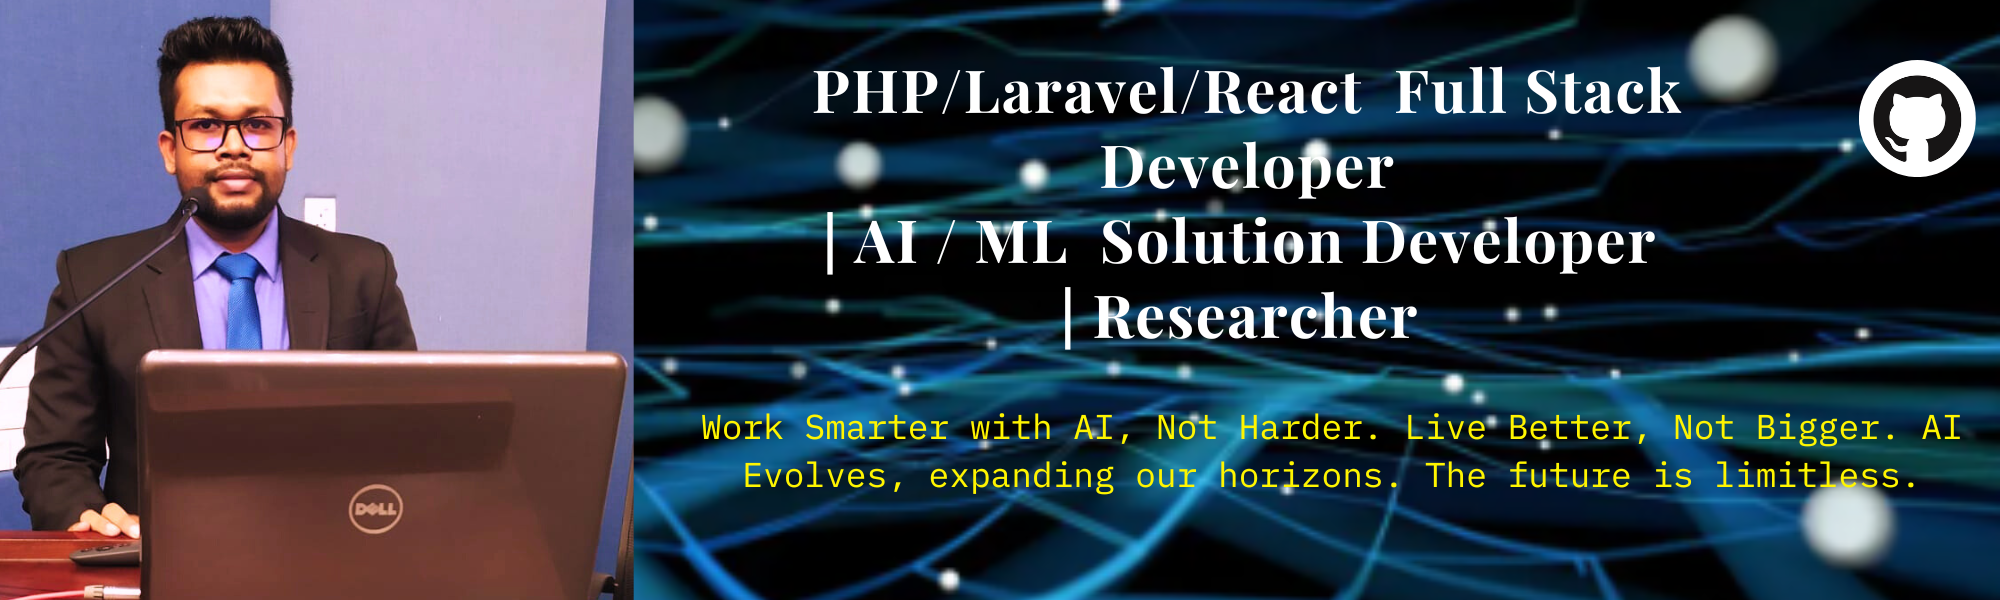 PHP/Laravel/React Full Stack
Developer
| AI / ML Solution Developer
| Researcher
Work Smarter with AI, Not Harder. Live Better, Not Bigger. AI
Evolves, expanding our horizons. The future is limitless.
DELL